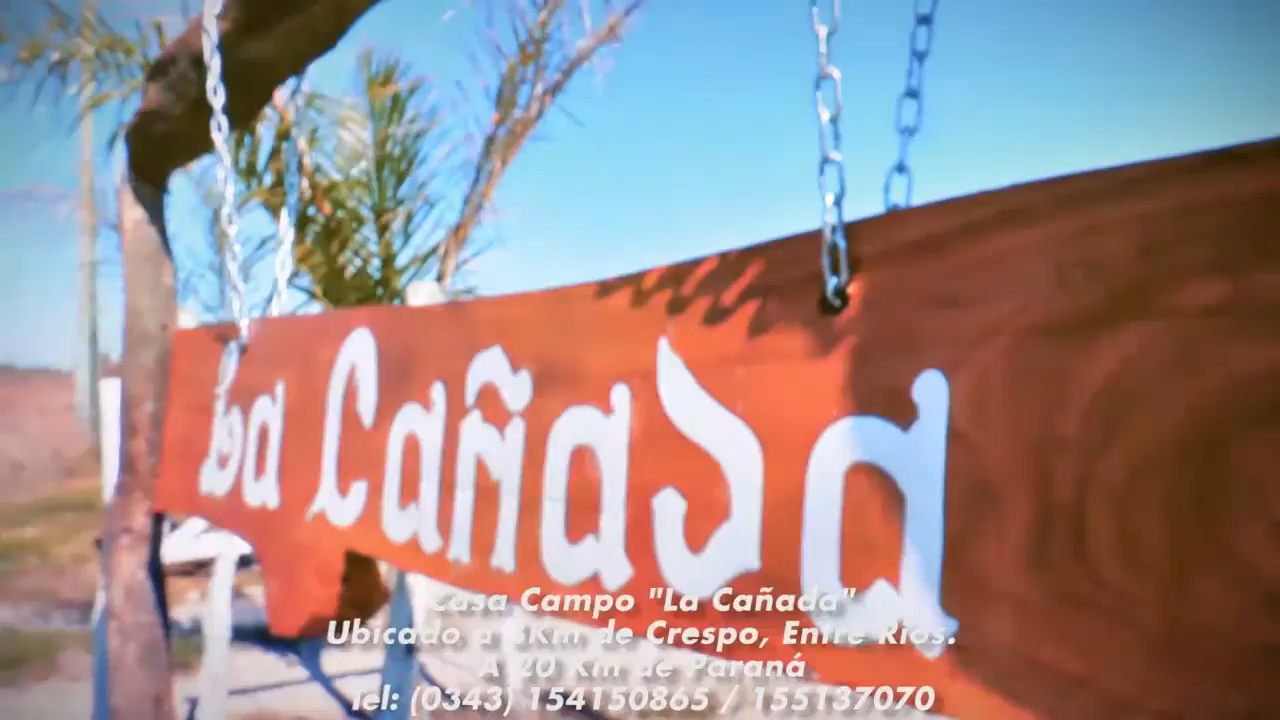 La Cañada
Casa Campo "La Cañada"
Ubicado a 8Km de Crespo, Entre Ríos.
A 20 Km de Paraná
Tel: (0343) 154150865 / 155137070